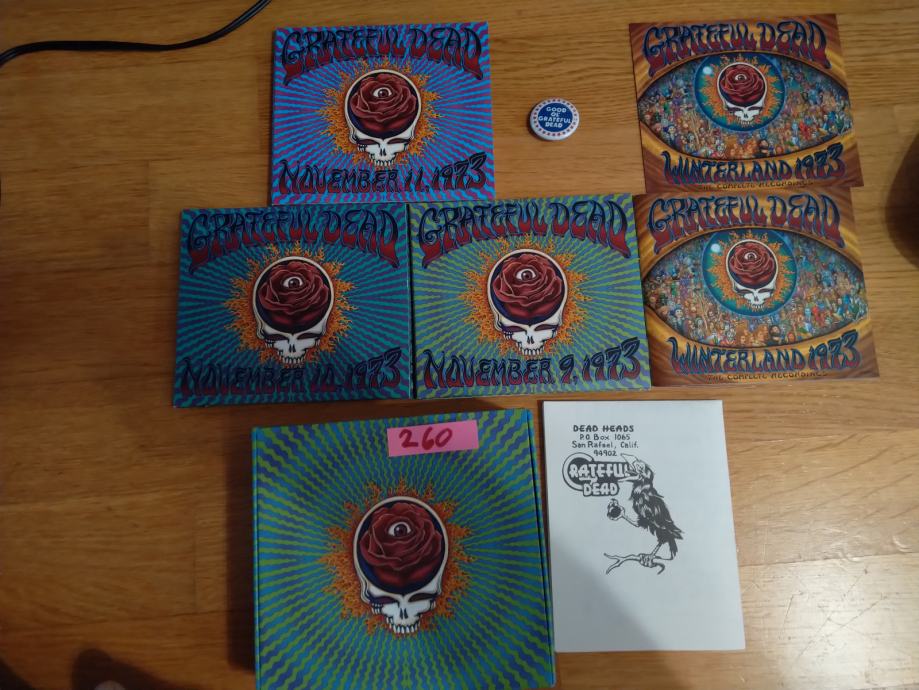 GRATEFUL DEAD
NOVEMBER 11, 1973
GOOD
OL'
GRATEFUL
DEAD
GRATEFUL DEAD
WINTERLAND 1973
THE COMPLETE RECORDINGS
GRATEFUL DEAD
NOVEMBER 10, 1973
GRATEFUL DEAD
NOVEMBER 9, 1973
GRATEFUL DEAD
WINTERLAND 1973
THE COMPLETE RECORDINGS
260
DEAD HEADS
P.O. Box 1065
San Rafael, Calif.
94902
GRATEFUL
DEAD